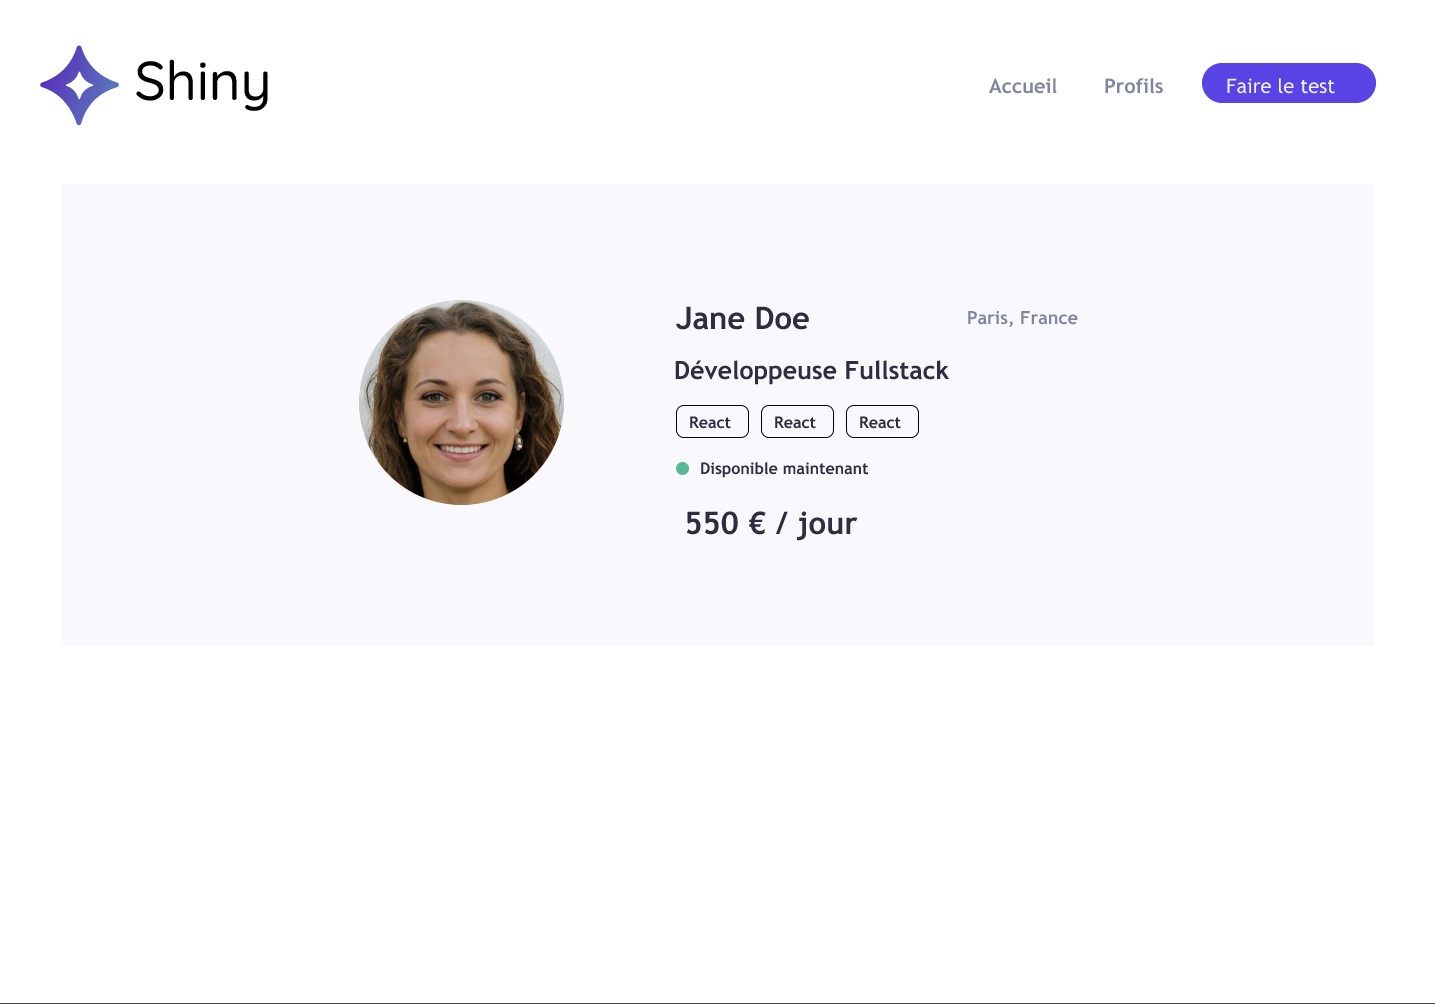 Shiny
Accueil Profils Faire le test
Jane Doe Paris, France
Développeuse Fullstack
React React React
Disponible maintenant
550 € / jour